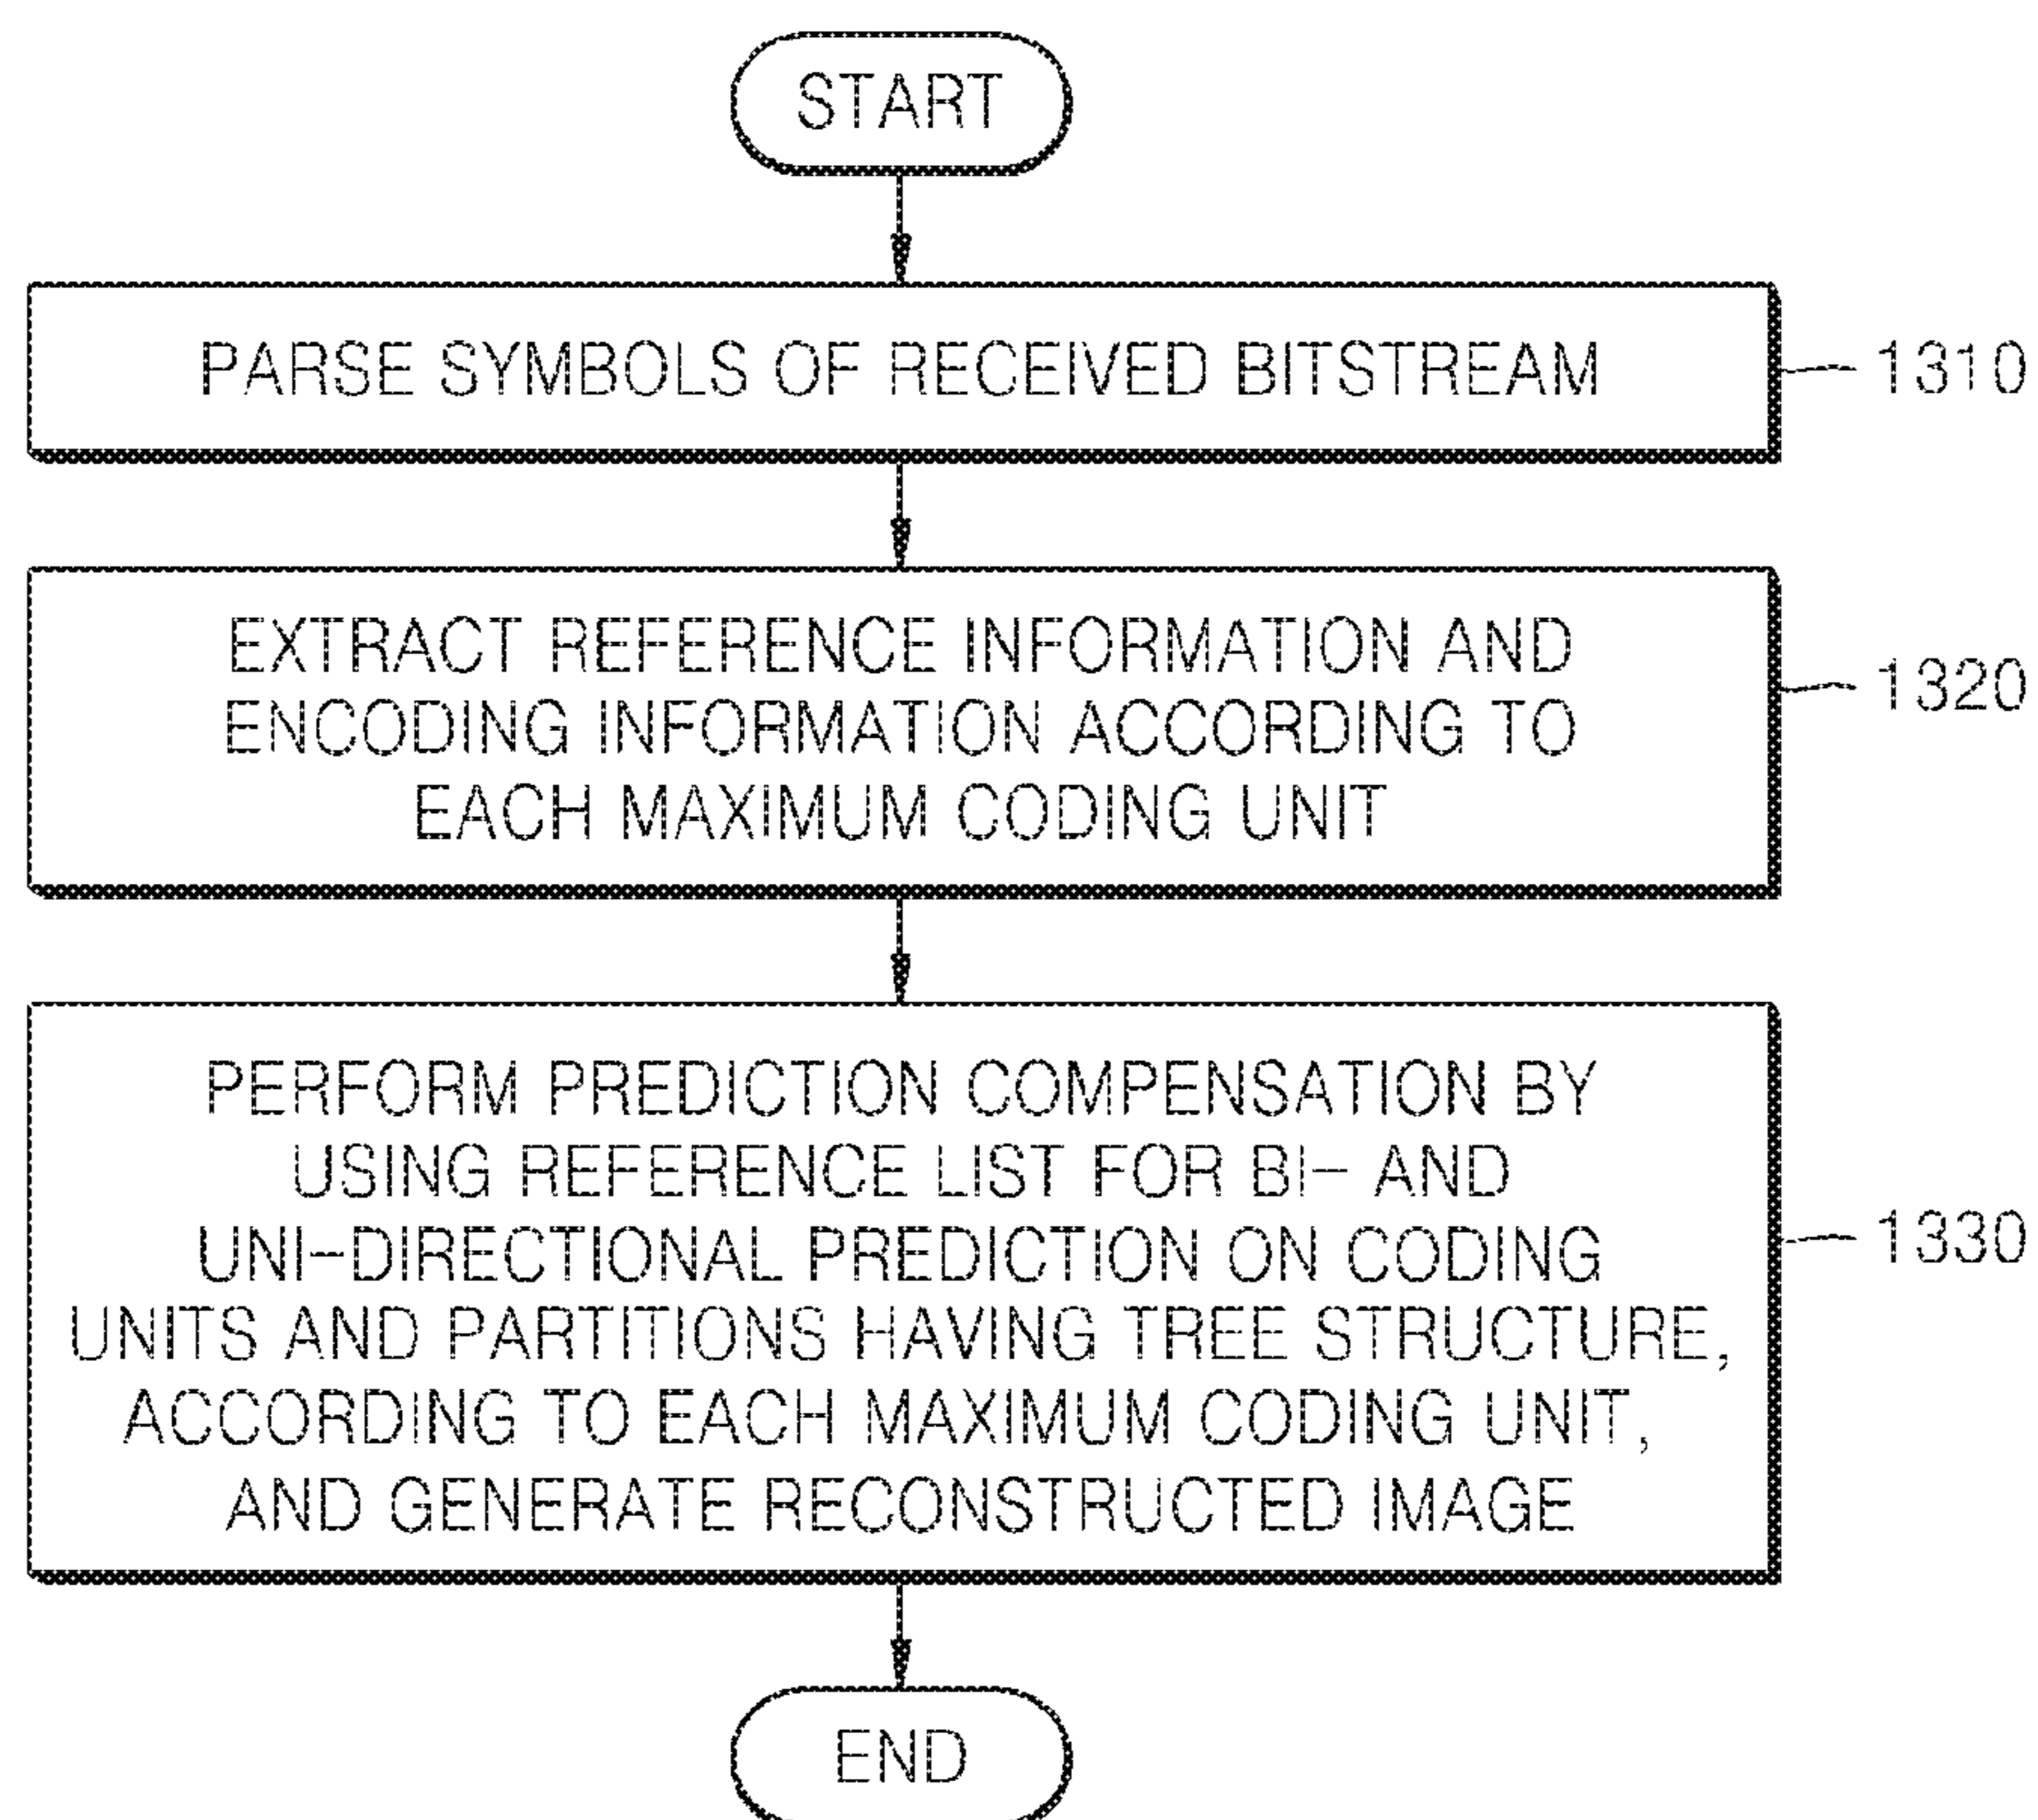 START
PARSE SYMBOLS OF RECEIVED BITSTREAM
1310
EXTRACT REFERENCE INFORMATION AND
ENCODING INFORMATION ACCORDING TO
EACH MAXIMUM CODING UNIT
1320
PERFORM PREDICTION COMPENSATION BY
USING REFERENCE LIST FOR BI- AND
UNI-DIRECTIONAL PREDICTION ON CODING
UNITS AND PARTITIONS HAVING TREE STRUCTURE,
ACCORDING TO EACH MAXIMUM CODING UNIT,
AND GENERATE RECONSTRUCTED IMAGE
1330
END